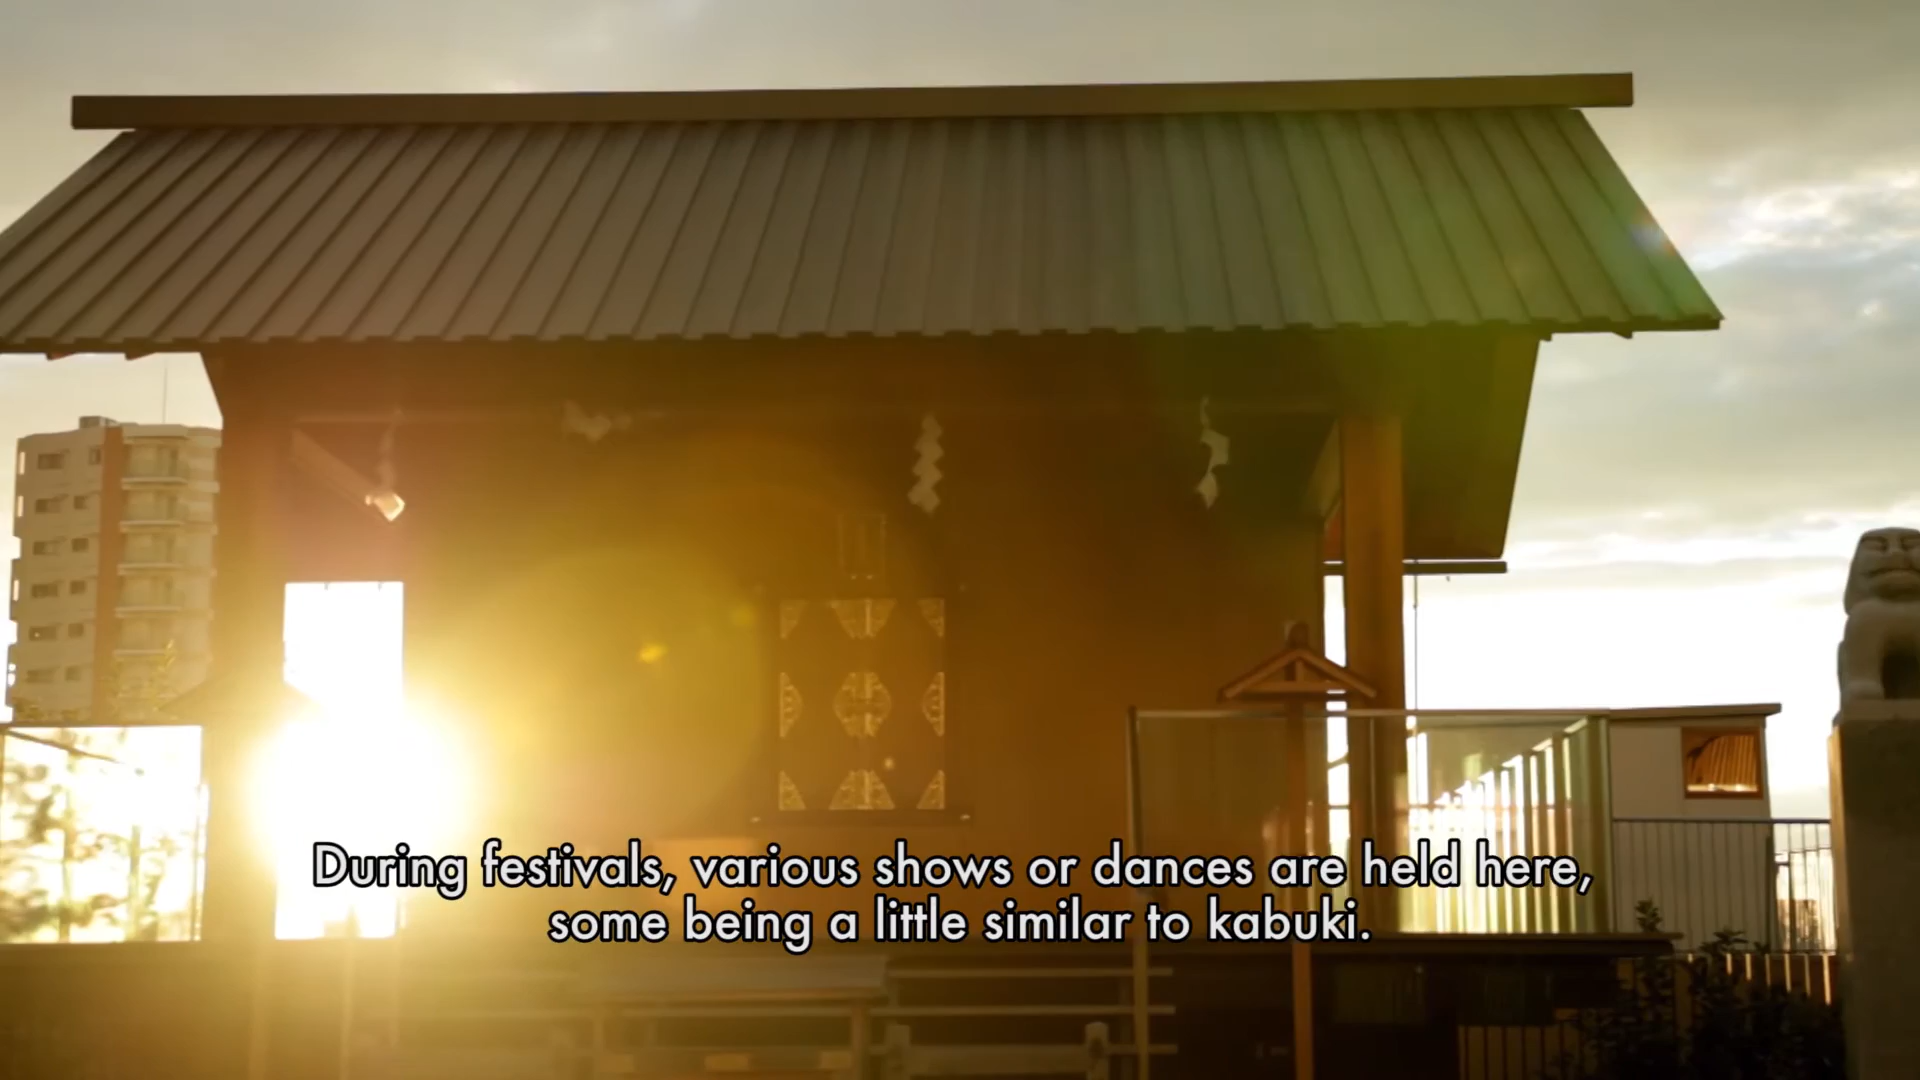 During festivals, various shows or dances are held here,
some being a little similar to kabuki.